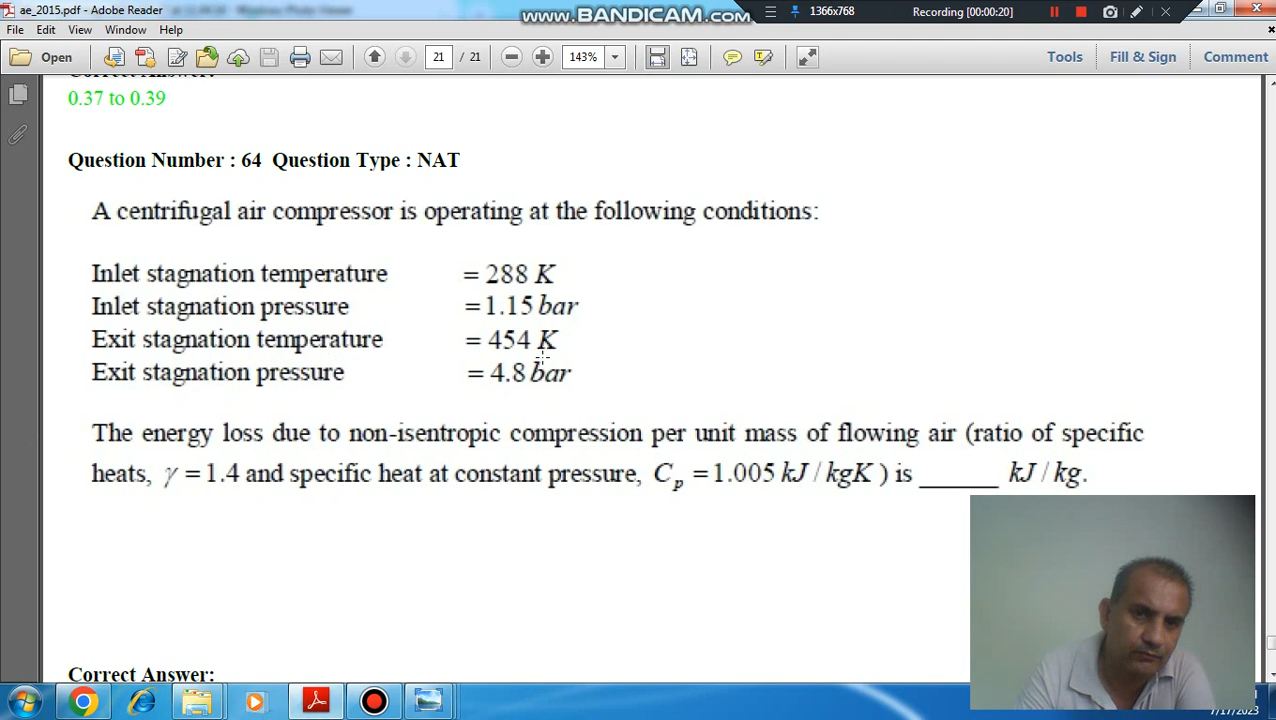 ae_2015.pdf - Adobe Reader
www.BANDICAM.com
1366x768
Recording [00:00:20]
File Edit View Window Help
Open
21 / 21
143%
Tools
Fill & Sign
Comment
Correct Answer:
0.37 to 0.39
Question Number : 64 Question Type : NAT
A centrifugal air compressor is operating at the following conditions:
Inlet stagnation temperature = 288 K
Inlet stagnation pressure = 1.15 bar
Exit stagnation temperature = 454 K
Exit stagnation pressure = 4.8 bar
The energy loss due to non-isentropic compression per unit mass of flowing air (ratio of specific
heats, γ = 1.4 and specific heat at constant pressure, Cp = 1.005 kJ / kgK ) is ______ kJ / kg.
Correct Answer:
7/17/2023